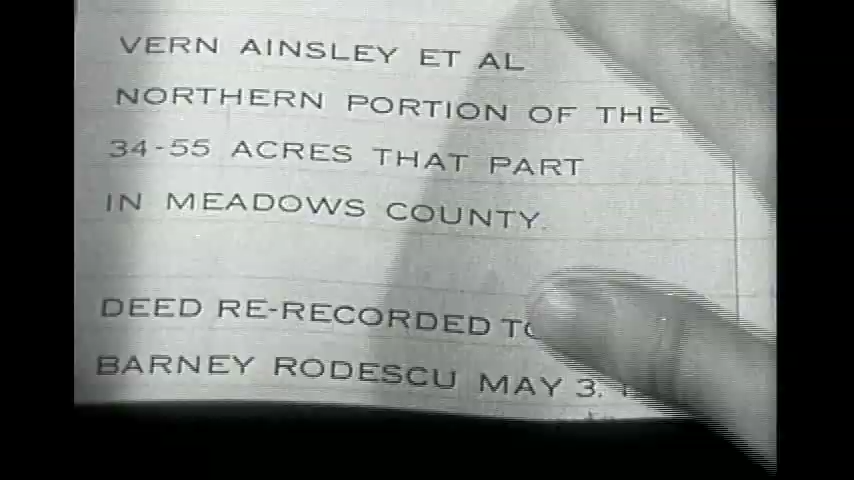 VERN AINSLEY ET AL
NORTHERN PORTION OF THE
34-55 ACRES THAT PART
IN MEADOWS COUNTY.
DEED RE-RECORDED TO
BARNEY RODESCU MAY 3,